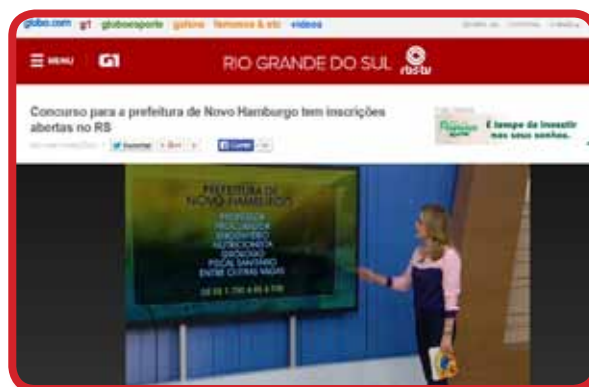 globo.com g1 globoesporte gshow famosos & etc vídeos
MENU G1 RIO GRANDE DO SUL rbs tv
Concurso para a prefeitura de Novo Hamburgo tem inscrições
abertas no RS
É tempo de investir
nos seus sonhos.
PREFEITURA DE
NOVO HAMBURGO
PROFESSOR
PROCURADOR
ENGENHEIRO
NUTRICIONISTA
GEÓLOGO
FISCAL SANITÁRIO
ENTRE OUTRAS VAGAS